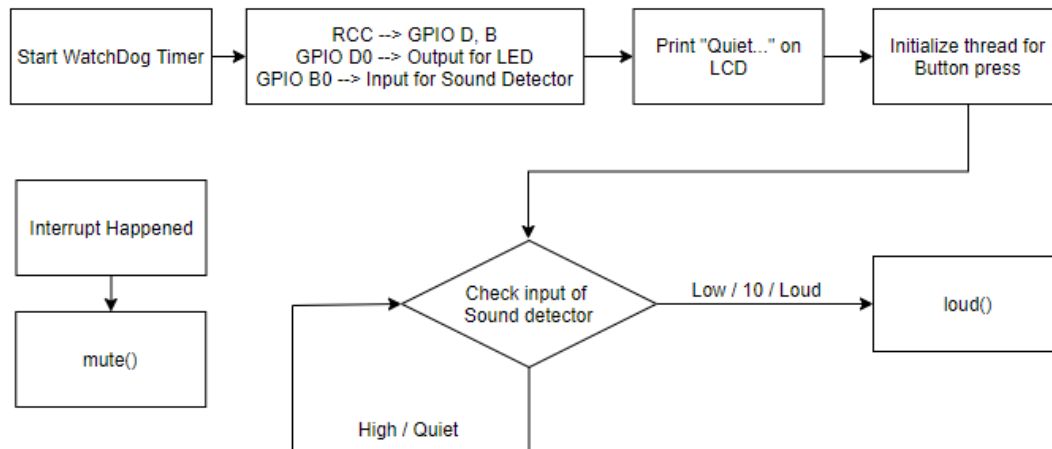 Start WatchDog Timer
RCC --> GPIO D, B
GPIO D0 --> Output for LED
GPIO B0 --> Input for Sound Detector
Print "Quiet..." on
LCD
Initialize thread for
Button press
Interrupt Happened
mute()
Check input of
Sound detector
Low / 10 / Loud
loud()
High / Quiet